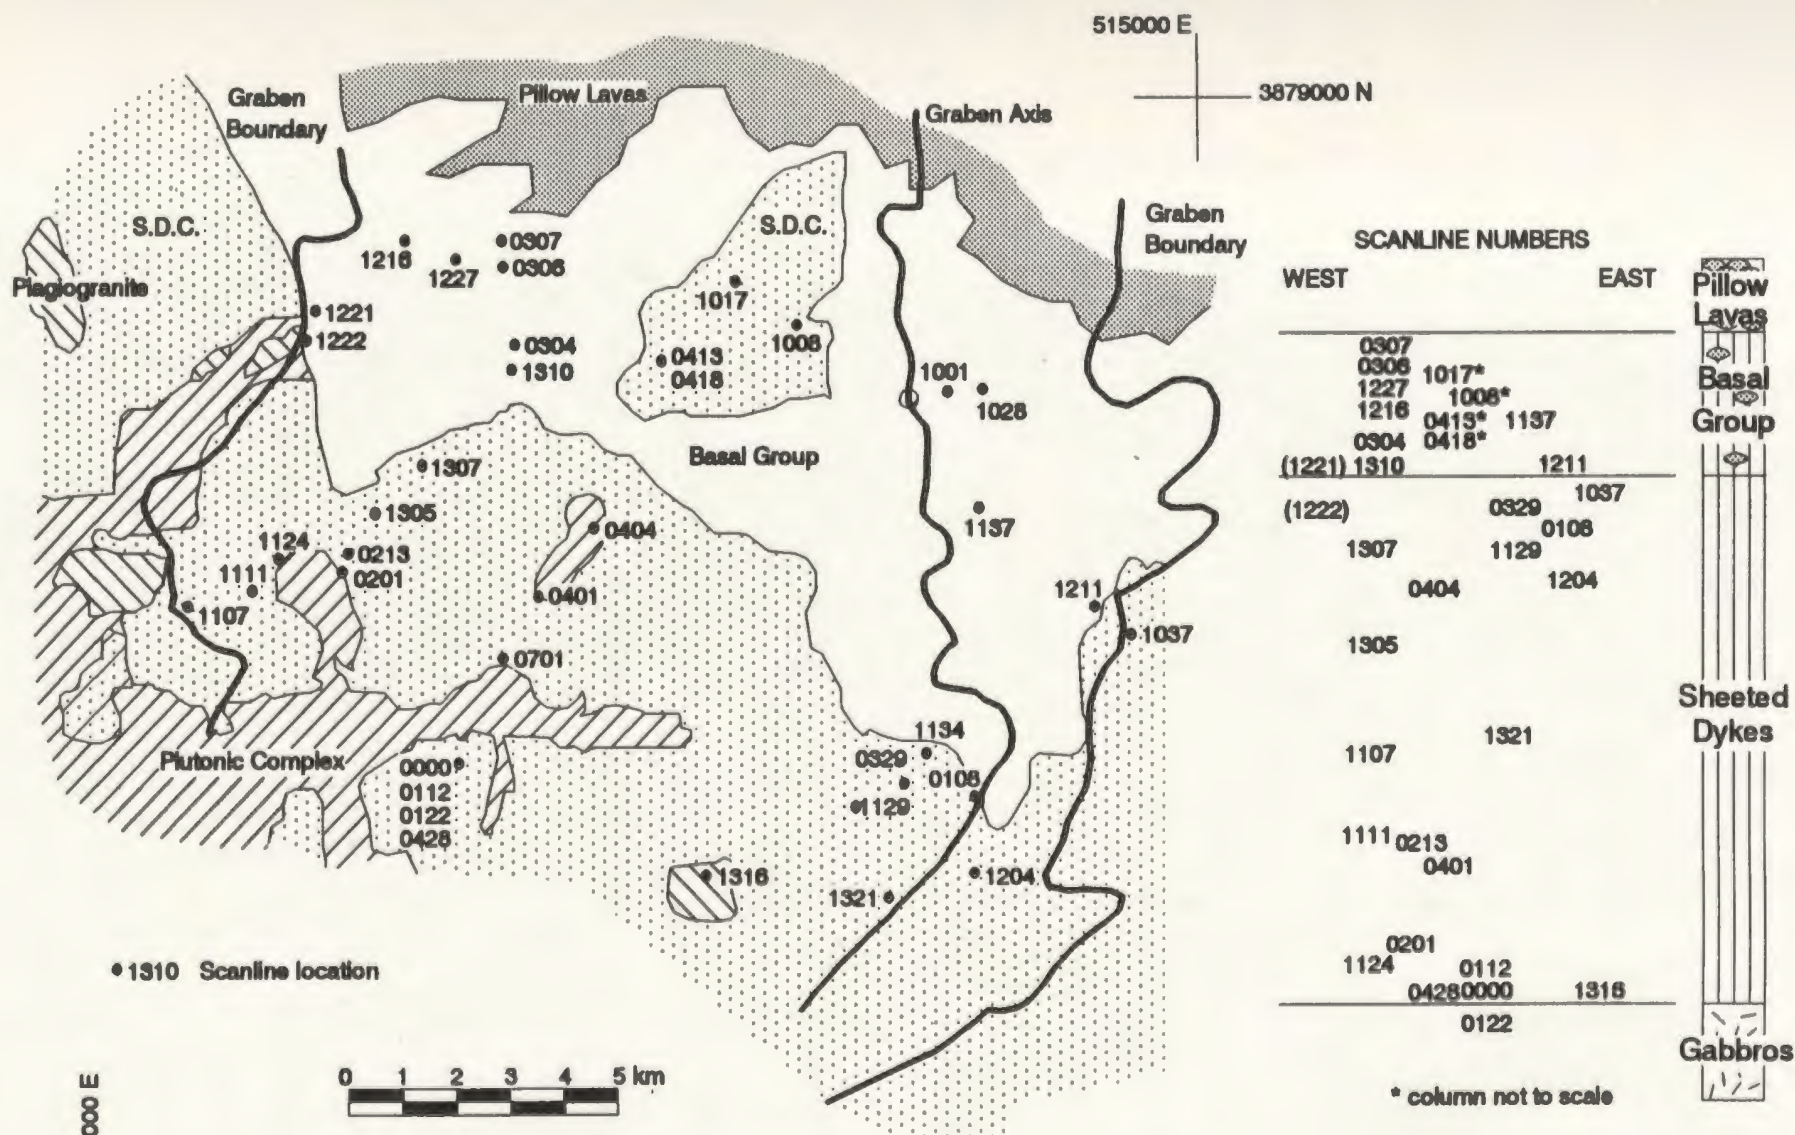 515000 E
3879000 N
Graben
Boundary
Pillow Lavas
Graben Axis
S.D.C.
S.D.C.
Graben
Boundary
Plagiogranite
1216
1227
0307
0306
1017
1008
1221
1222
0304
1310
0413
0418
1001
1028
Basal Group
1307
1305
1137
0404
1124
0213
1111
0201
1107
0401
1211
1037
0701
1134
0329
0108
1129
Plutonic Complex
0000
0112
0122
0428
1316
1321
1204
1310 Scanline location
0 1 2 3 4 5 km
000 E
SCANLINE NUMBERS
WEST EAST
0307
0306 1017*
1227 1008*
1216 0413* 1137
0304 0418*
(1221) 1310 1211
1037
(1222) 0329
0108
1307 1129
0404 1204
1305
1321
1107
1111 0213
0401
0201
1124 0112
0428 0000 1316
0122
Pillow
Lavas
Basal
Group
Sheeted
Dykes
Gabbros
* column not to scale